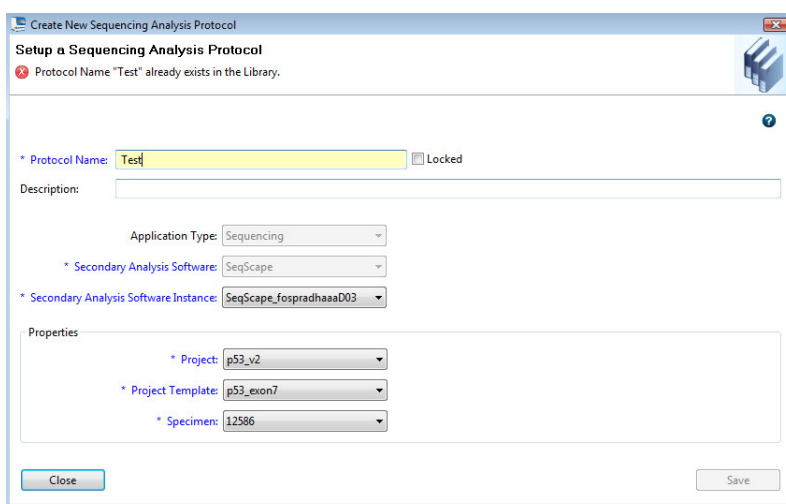 Create New Sequencing Analysis Protocol
Setup a Sequencing Analysis Protocol
Protocol Name "Test" already exists in the Library.
* Protocol Name: Test Locked
Description:
Application Type: Sequencing
* Secondary Analysis Software: SeqScape
* Secondary Analysis Software Instance: SeqScape_fospradhaaaD03
Properties
* Project: p53_v2
* Project Template: p53_exon7
* Specimen: 12586
Close Save